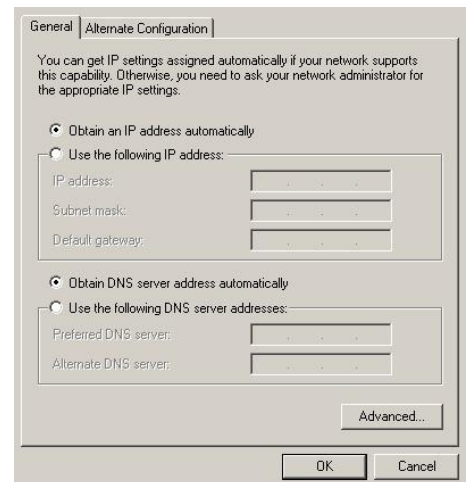 General
Alternate Configuration
You can get IP settings assigned automatically if your network supports
this capability. Otherwise, you need to ask your network administrator for
the appropriate IP settings.
Obtain an IP address automatically
Use the following IP address:
IP address:
Subnet mask:
Default gateway:
Obtain DNS server address automatically
Use the following DNS server addresses:
Preferred DNS server:
Alternate DNS server:
Advanced...
OK
Cancel